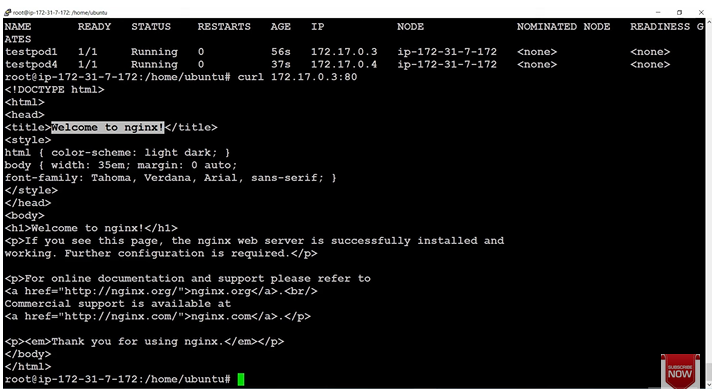 root@ip-172-31-7-172: /home/ubuntu
NAME READY STATUS RESTARTS AGE IP NODE NOMINATED NODE READINESS G
ATES
testpod1 1/1 Running 0 56s 172.17.0.3 ip-172-31-7-172 <none> <none>
testpod4 1/1 Running 0 37s 172.17.0.4 ip-172-31-7-172 <none> <none>
root@ip-172-31-7-172:/home/ubuntu# curl 172.17.0.3:80
<!DOCTYPE html>
<html>
<head>
<title>Welcome to nginx!</title>
<style>
html { color-scheme: light dark; }
body { width: 35em; margin: 0 auto;
font-family: Tahoma, Verdana, Arial, sans-serif; }
</style>
</head>
<body>
<h1>Welcome to nginx!</h1>
<p>If you see this page, the nginx web server is successfully installed and
working. Further configuration is required.</p>
<p>For online documentation and support please refer to
<a href="http://nginx.org/">nginx.org</a>.<br/>
Commercial support is available at
<a href="http://nginx.com/">nginx.com</a>.</p>
<p><em>Thank you for using nginx.</em></p>
</body>
</html>
root@ip-172-31-7-172:/home/ubuntu#
SUBSCRIBE
NOW